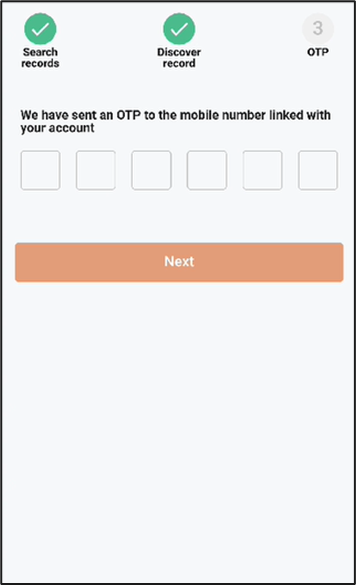 3
Search
records
Discover
record
OTP
We have sent an OTP to the mobile number linked with
your account
Next